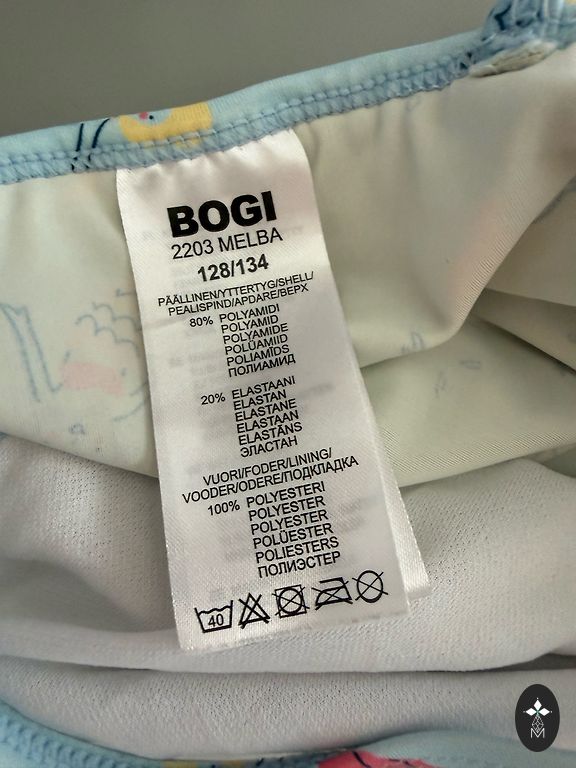 BOGI
2203 MELBA
128/134
PÄÄLLINEN/YTTERTYG/SHELL/
PEALISPIND/APDARE/ВЕРХ
80% POLYAMIDI
POLYAMID
POLYAMIDE
POLÜAMIID
POLIAMĪDS
ПОЛИАМИД
20% ELASTAANI
ELASTAN
ELASTANE
ELASTAAN
ELASTĀNS
ЭЛАСТАН
VUORI/FODER/LINING/
VOODER/ODERE/ПОДКЛАДКА
100% POLYESTERI
POLYESTER
POLYESTER
POLÜESTER
POLIESTERS
ПОЛИЭСТЕР
40
M